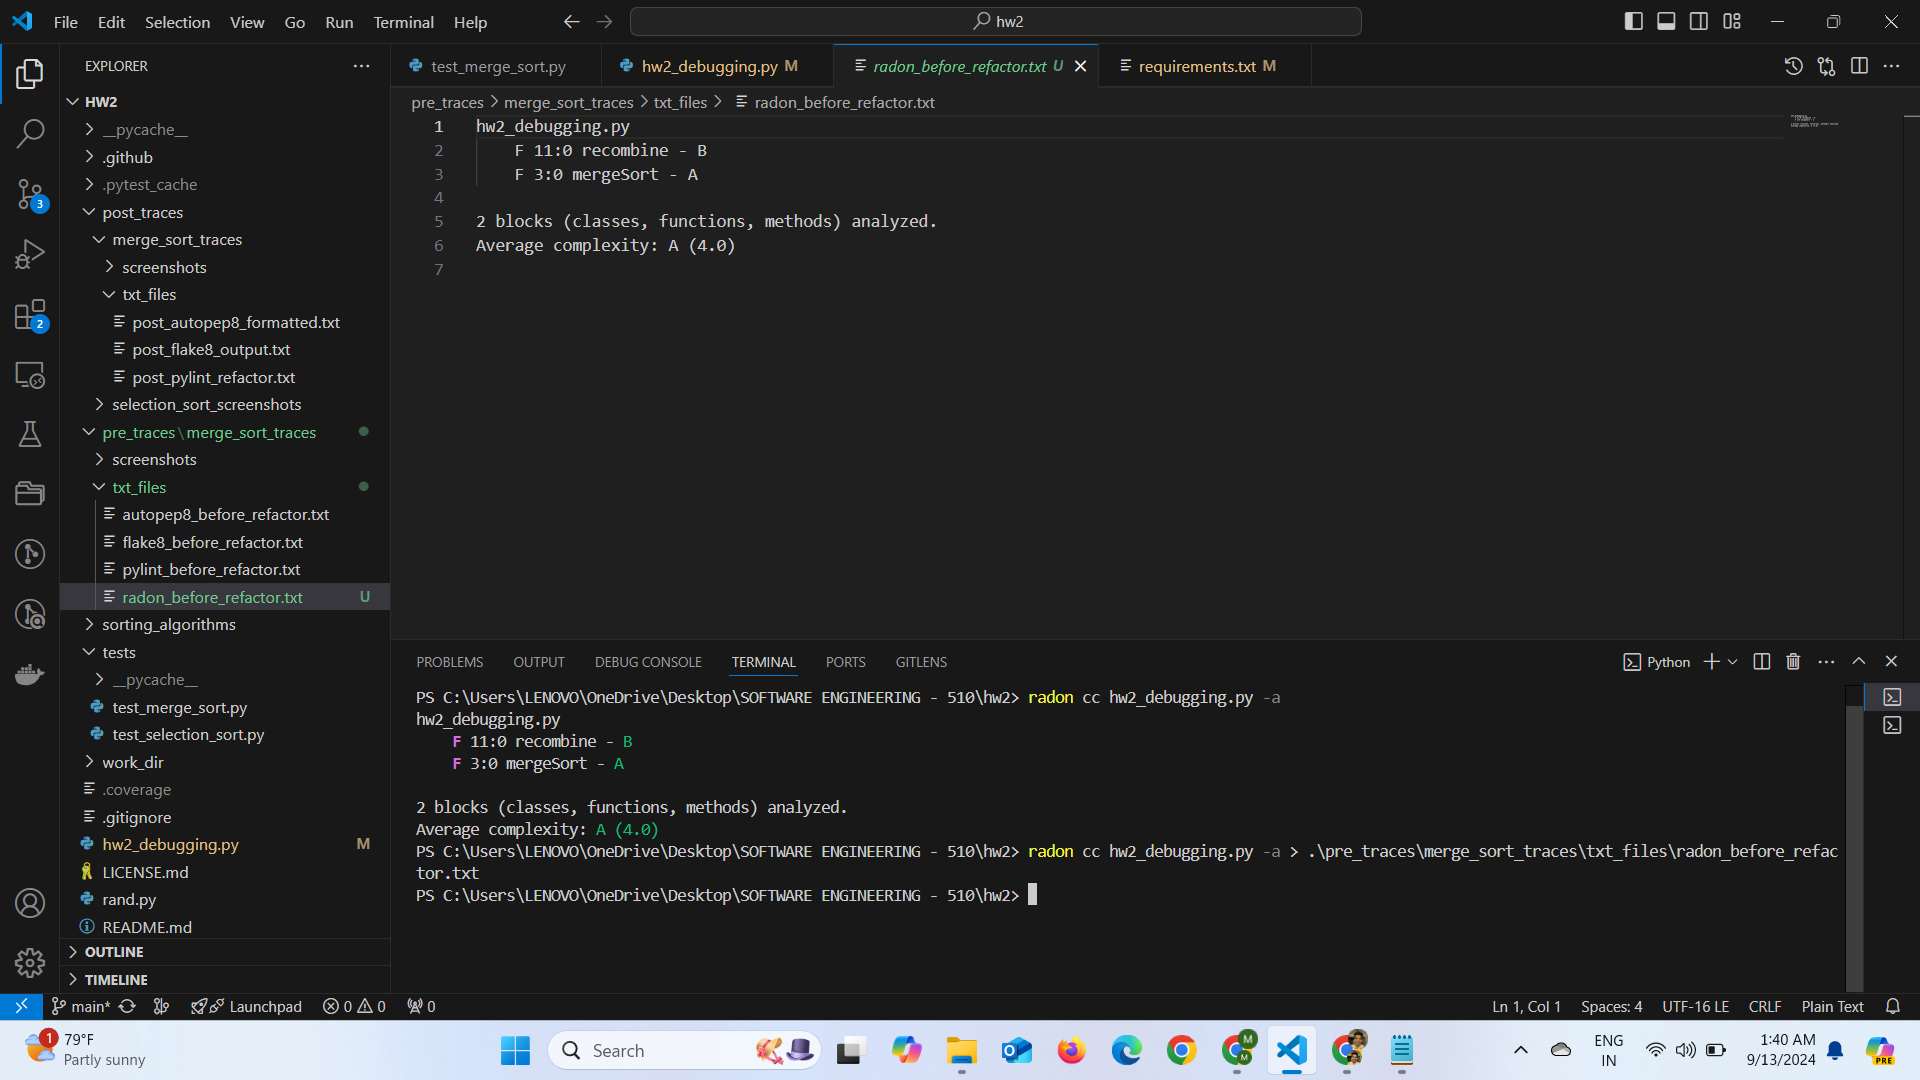 File Edit Selection View Go Run Terminal Help
hw2
EXPLORER
HW2
__pycache__
.github
.pytest_cache
post_traces
merge_sort_traces
screenshots
txt_files
post_autopep8_formatted.txt
post_flake8_output.txt
post_pylint_refactor.txt
selection_sort_screenshots
pre_traces\merge_sort_traces
screenshots
txt_files
autopep8_before_refactor.txt
flake8_before_refactor.txt
pylint_before_refactor.txt
radon_before_refactor.txt U
sorting_algorithms
tests
__pycache__
test_merge_sort.py
test_selection_sort.py
work_dir
.coverage
.gitignore
hw2_debugging.py M
LICENSE.md
rand.py
README.md
OUTLINE
TIMELINE
3
2
test_merge_sort.py
hw2_debugging.py M
radon_before_refactor.txt U
requirements.txt M
pre_traces > merge_sort_traces > txt_files > radon_before_refactor.txt
1 hw2_debugging.py
2 F 11:0 recombine - B
3 F 3:0 mergeSort - A
4
5 2 blocks (classes, functions, methods) analyzed.
6 Average complexity: A (4.0)
7
PROBLEMS OUTPUT DEBUG CONSOLE TERMINAL PORTS GITLENS
Python
PS C:\Users\LENOVO\OneDrive\Desktop\SOFTWARE ENGINEERING - 510\hw2> radon cc hw2_debugging.py -a
hw2_debugging.py
F 11:0 recombine - B
F 3:0 mergeSort - A
2 blocks (classes, functions, methods) analyzed.
Average complexity: A (4.0)
PS C:\Users\LENOVO\OneDrive\Desktop\SOFTWARE ENGINEERING - 510\hw2> radon cc hw2_debugging.py -a > .\pre_traces\merge_sort_traces\txt_files\radon_before_refac
tor.txt
PS C:\Users\LENOVO\OneDrive\Desktop\SOFTWARE ENGINEERING - 510\hw2>
main* Launchpad 0 0 0
Ln 1, Col 1 Spaces: 4 UTF-16 LE CRLF Plain Text
1
79°F
Partly sunny
Search
M
M
ENG
IN
1:40 AM
9/13/2024
PRE